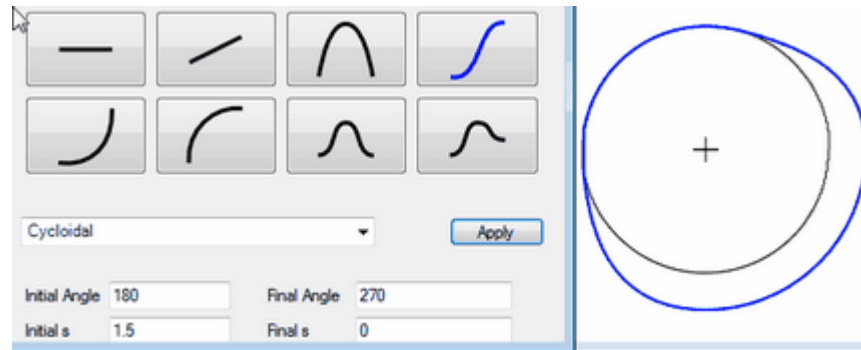 Cycloidal Apply
Initial Angle 180 Final Angle 270
Initial s 1.5 Final s 0